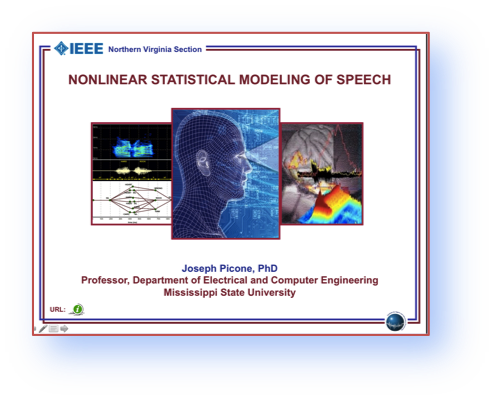 IEEE Northern Virginia Section
NONLINEAR STATISTICAL MODELING OF SPEECH
Joseph Picone, PhD
Professor, Department of Electrical and Computer Engineering
Mississippi State University
URL: